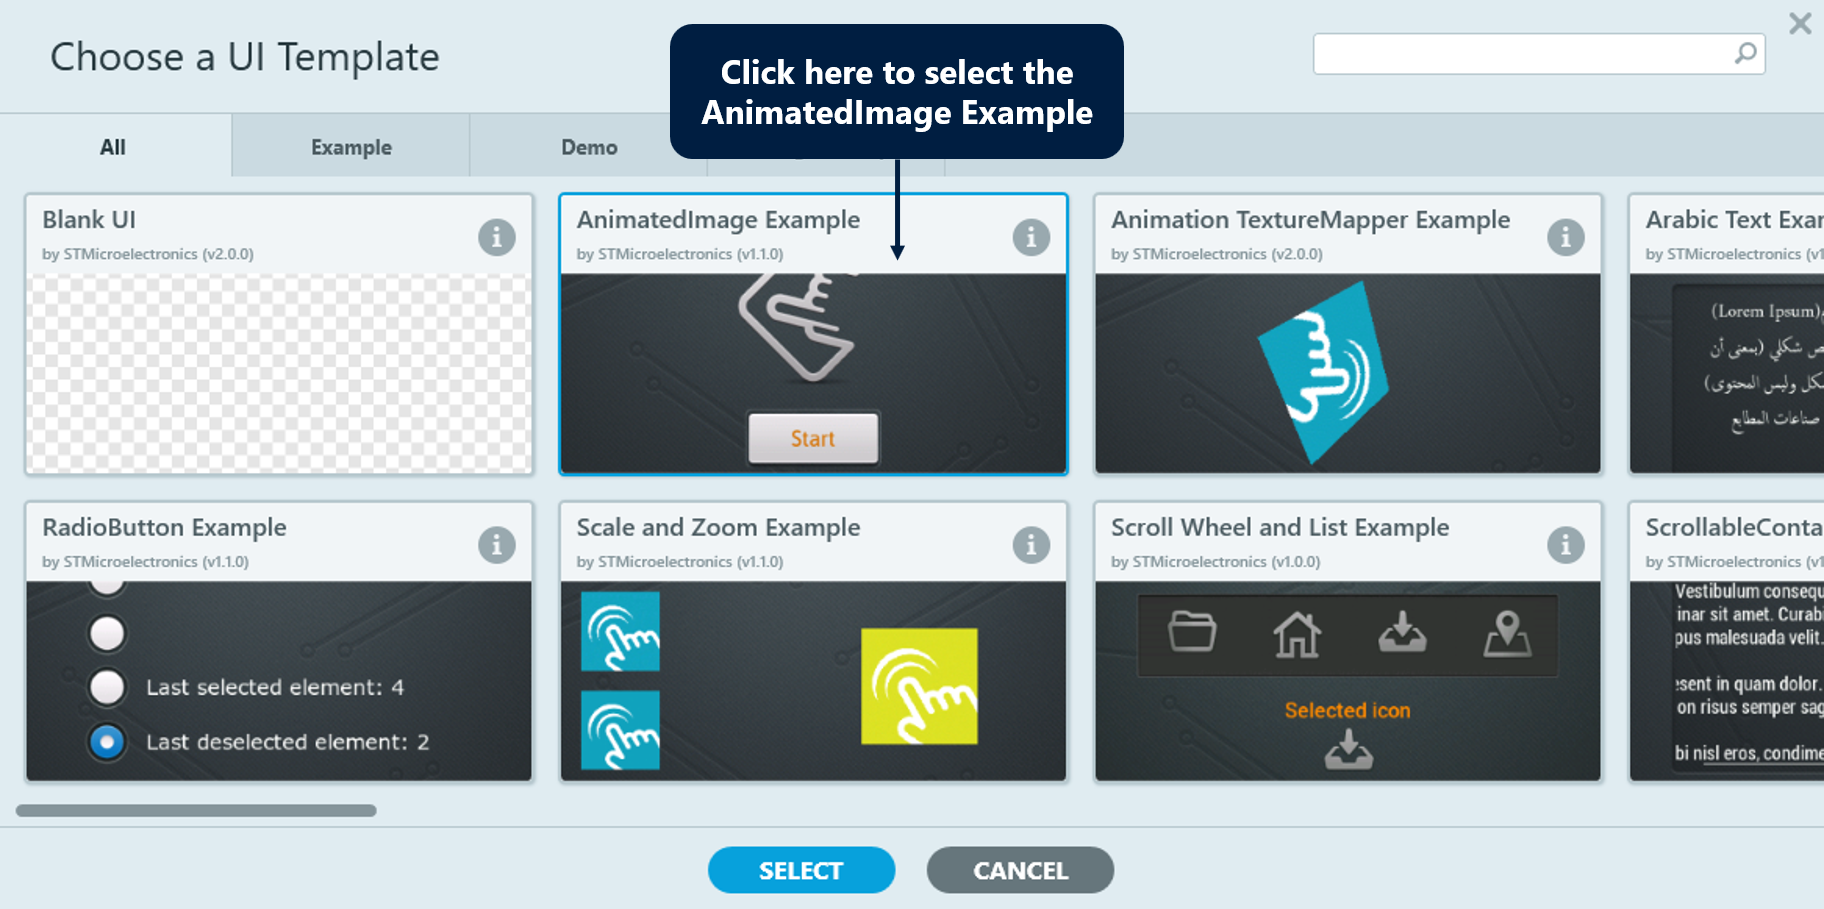 Choose a UI Template
Click here to select the
AnimatedImage Example
All
Example
Demo
Blank UI
by STMicroelectronics (v2.0.0)
AnimatedImage Example
by STMicroelectronics (v1.1.0)
Start
Animation TextureMapper Example
by STMicroelectronics (v2.0.0)
Arabic Text Exa
by STMicroelectronics (v1
(Lorem Ipsum)
ص شكلي (بمعنى أن
كل وليس المحتوى)
صناعات المطابع
RadioButton Example
by STMicroelectronics (v1.1.0)
Last selected element: 4
Last deselected element: 2
Scale and Zoom Example
by STMicroelectronics (v1.1.0)
Scroll Wheel and List Example
by STMicroelectronics (v1.0.0)
Selected icon
ScrollableConta
by STMicroelectronics (v1
Vestibulum consequ
inar sit amet. Curabi
pus malesuada velit.
sent in quam dolor.
on risus semper sag
bi nisl eros, condime
SELECT
CANCEL